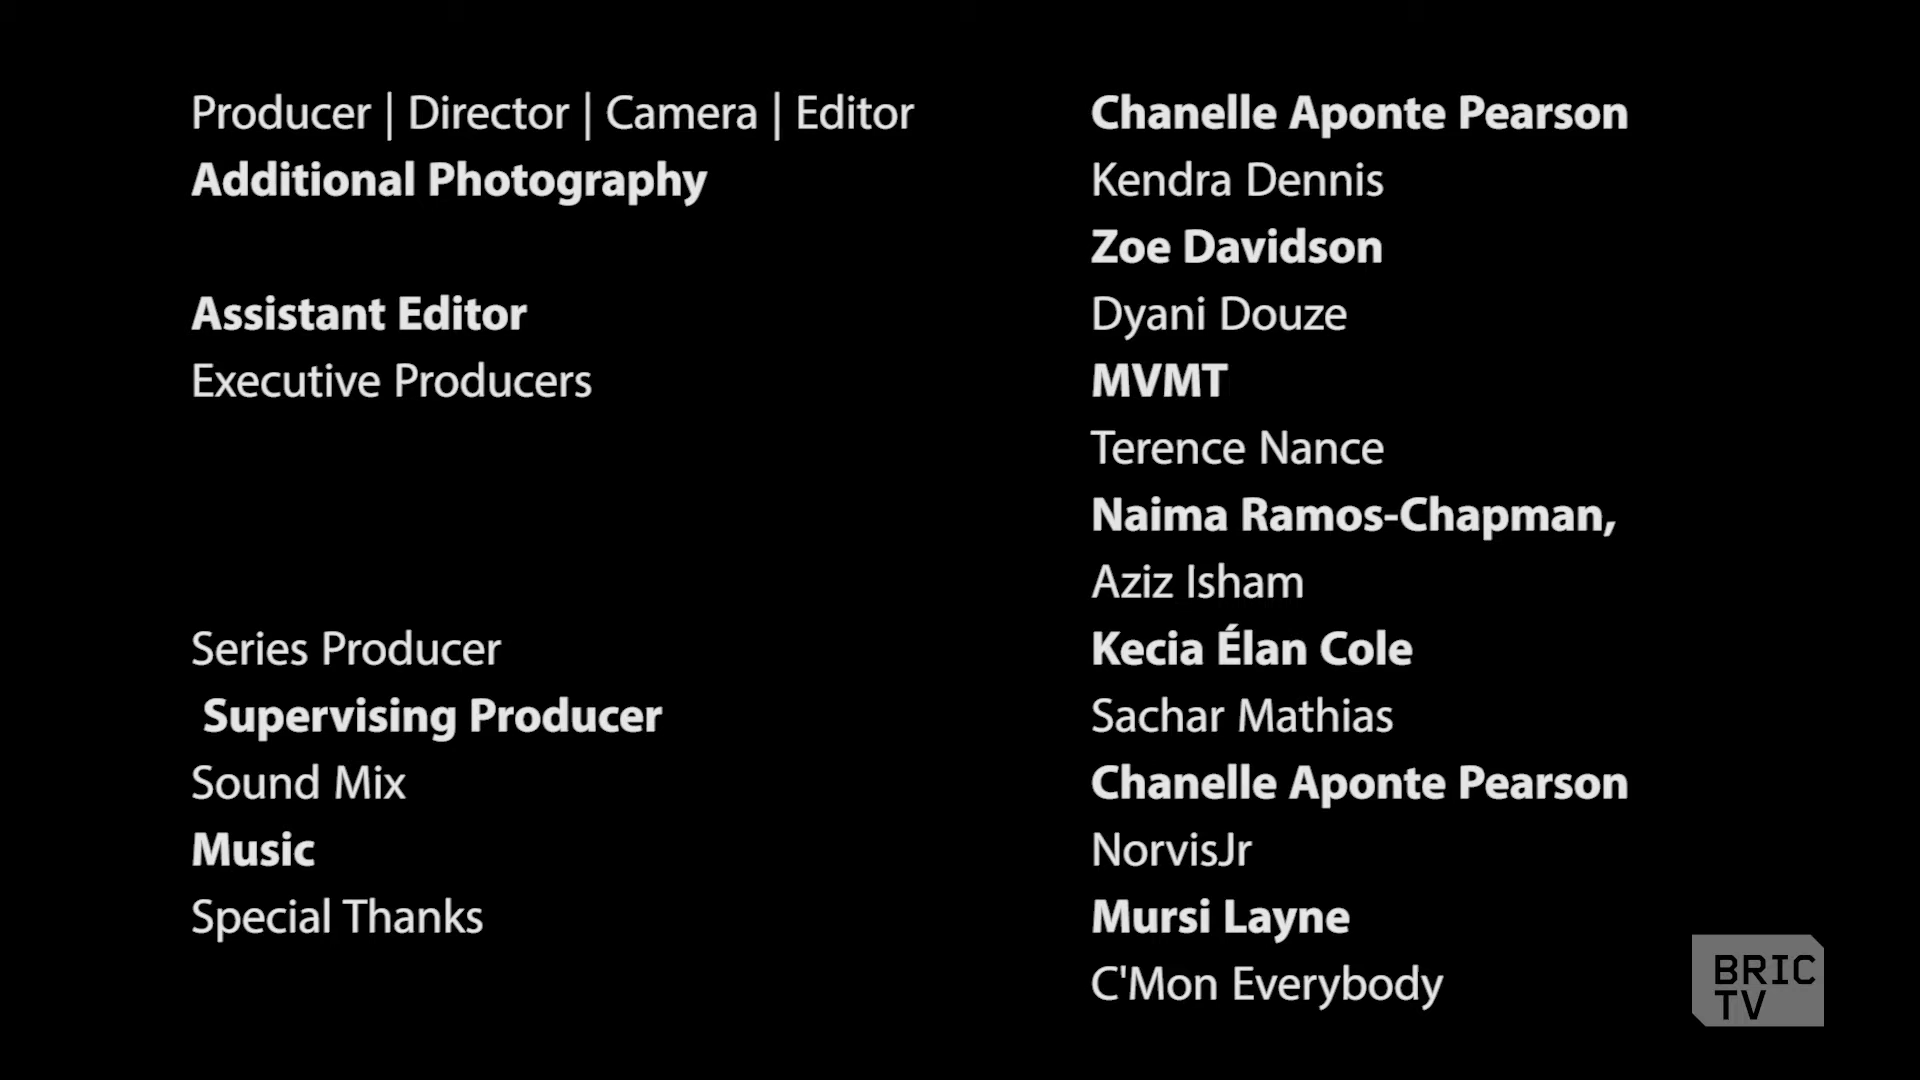 Producer | Director | Camera | Editor Chanelle Aponte Pearson
Additional Photography Kendra Dennis
Zoe Davidson
Assistant Editor Dyani Douze
Executive Producers MVMT
Terence Nance
Naima Ramos-Chapman,
Aziz Isham
Series Producer Kecia Élan Cole
Supervising Producer Sachar Mathias
Sound Mix Chanelle Aponte Pearson
Music NorvisJr
Special Thanks Mursi Layne
C'Mon Everybody
BRIC
TV